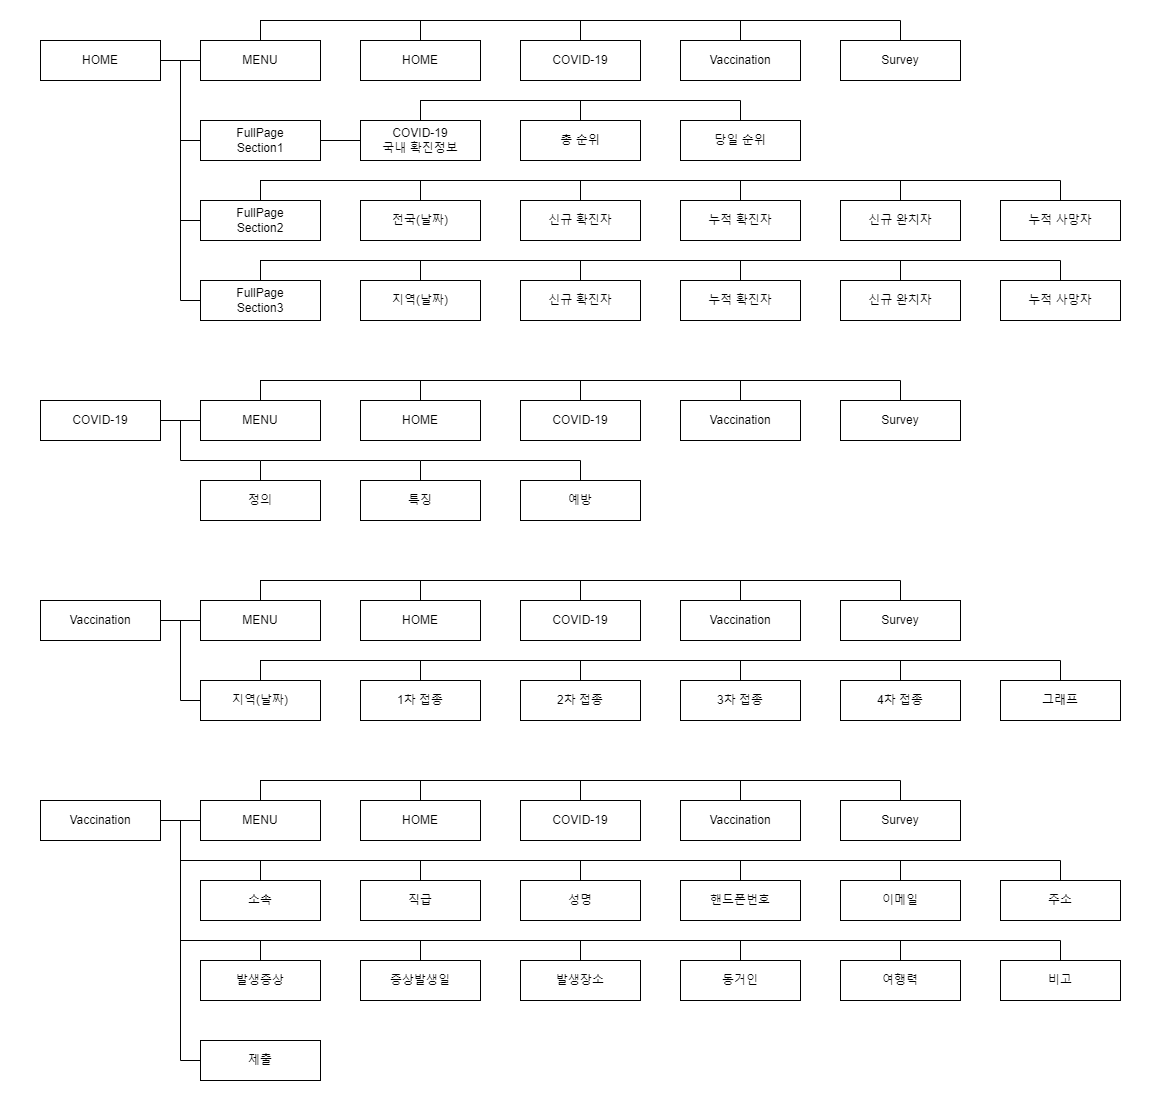 HOME
MENU
HOME
COVID-19
Vaccination
Survey
FullPage
Section1
COVID-19
국내 확진정보
총 순위
당일 순위
FullPage
Section2
전국(날짜)
신규 확진자
누적 확진자
신규 완치자
누적 사망자
FullPage
Section3
지역(날짜)
신규 확진자
누적 확진자
신규 완치자
누적 사망자
COVID-19
MENU
HOME
COVID-19
Vaccination
Survey
정의
특징
예방
Vaccination
MENU
HOME
COVID-19
Vaccination
Survey
지역(날짜)
1차 접종
2차 접종
3차 접종
4차 접종
그래프
Vaccination
MENU
HOME
COVID-19
Vaccination
Survey
소속
직급
성명
핸드폰번호
이메일
주소
발생증상
증상발생일
발생장소
동거인
여행력
비고
제출